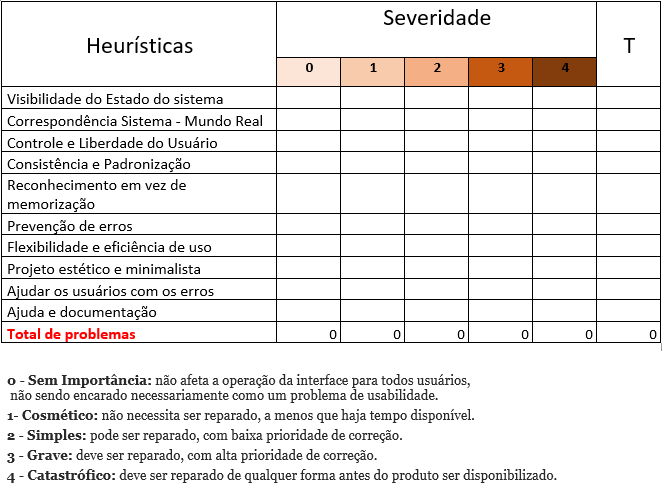 Heurísticas Severidade T
0 1 2 3 4
Visibilidade do Estado do sistema
Correspondência Sistema - Mundo Real
Controle e Liberdade do Usuário
Consistência e Padronização
Reconhecimento em vez de
memorização
Prevenção de erros
Flexibilidade e eficiência de uso
Projeto estético e minimalista
Ajudar os usuários com os erros
Ajuda e documentação
Total de problemas 0 0 0 0 0 0
0 - Sem Importância: não afeta a operação da interface para todos usuários,
não sendo encarado necessariamente como um problema de usabilidade.
1- Cosmético: não necessita ser reparado, a menos que haja tempo disponível.
2 - Simples: pode ser reparado, com baixa prioridade de correção.
3 - Grave: deve ser reparado, com alta prioridade de correção.
4 - Catastrófico: deve ser reparado de qualquer forma antes do produto ser disponibilizado.